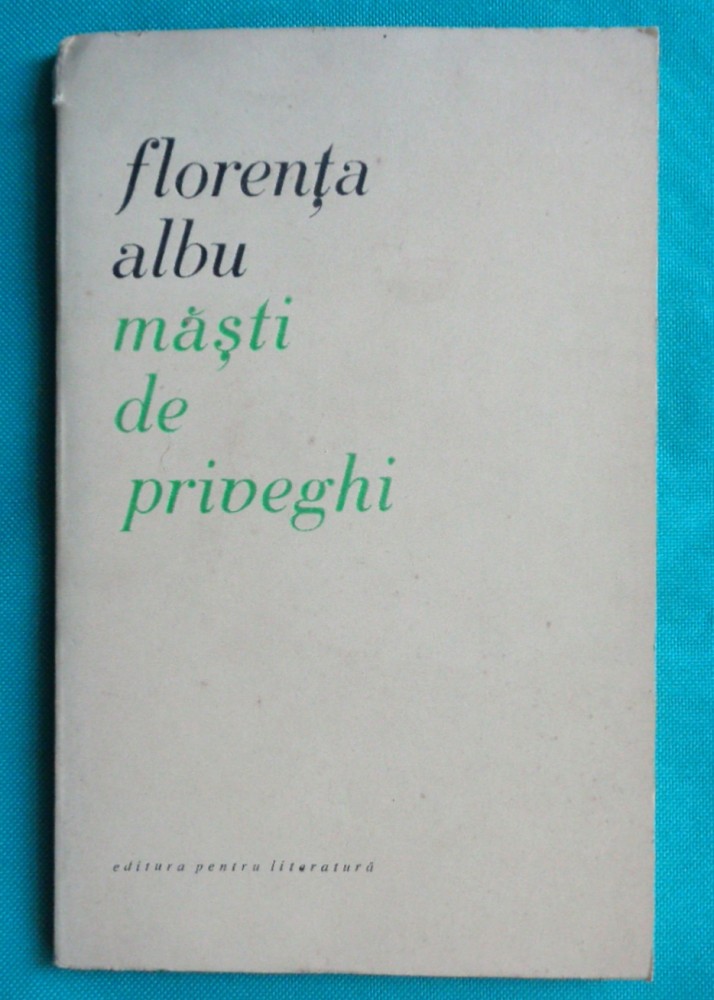 florența
albu
măști
de
priveghi
editura pentru literatură